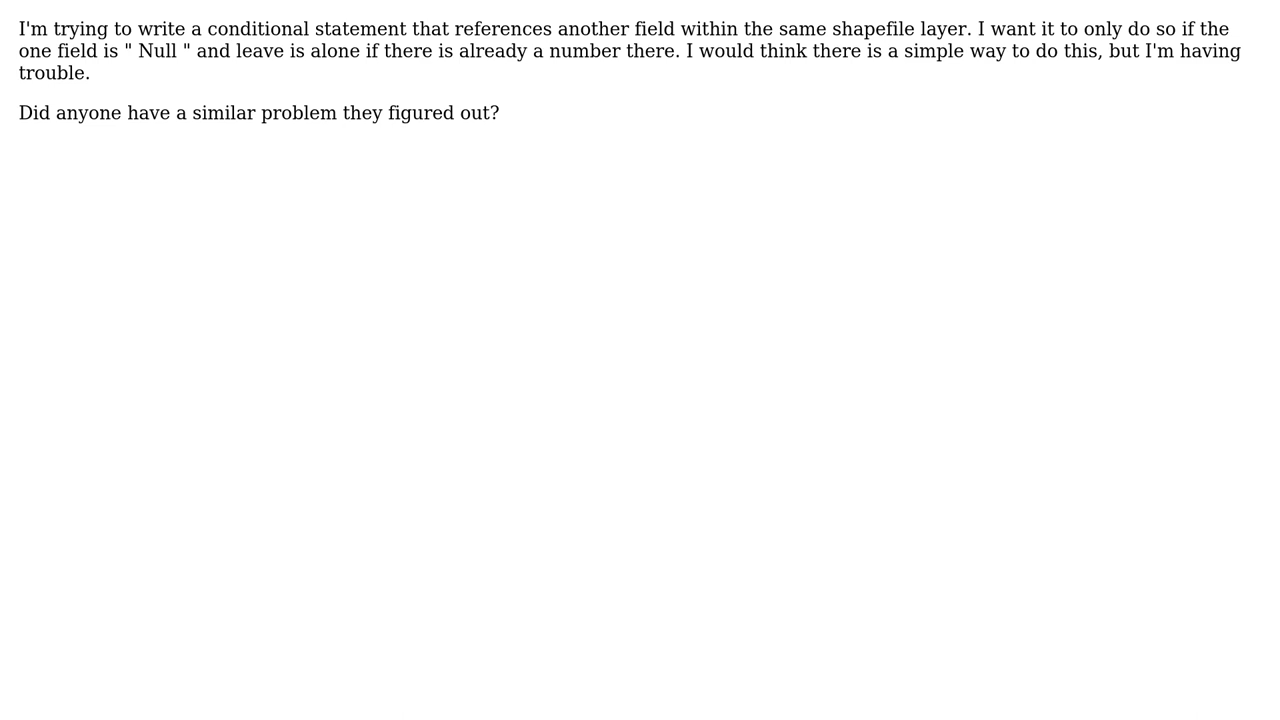 I'm trying to write a conditional statement that references another field within the same shapefile layer. I want it to only do so if the
one field is " Null " and leave is alone if there is already a number there. I would think there is a simple way to do this, but I'm having
trouble.
Did anyone have a similar problem they figured out?